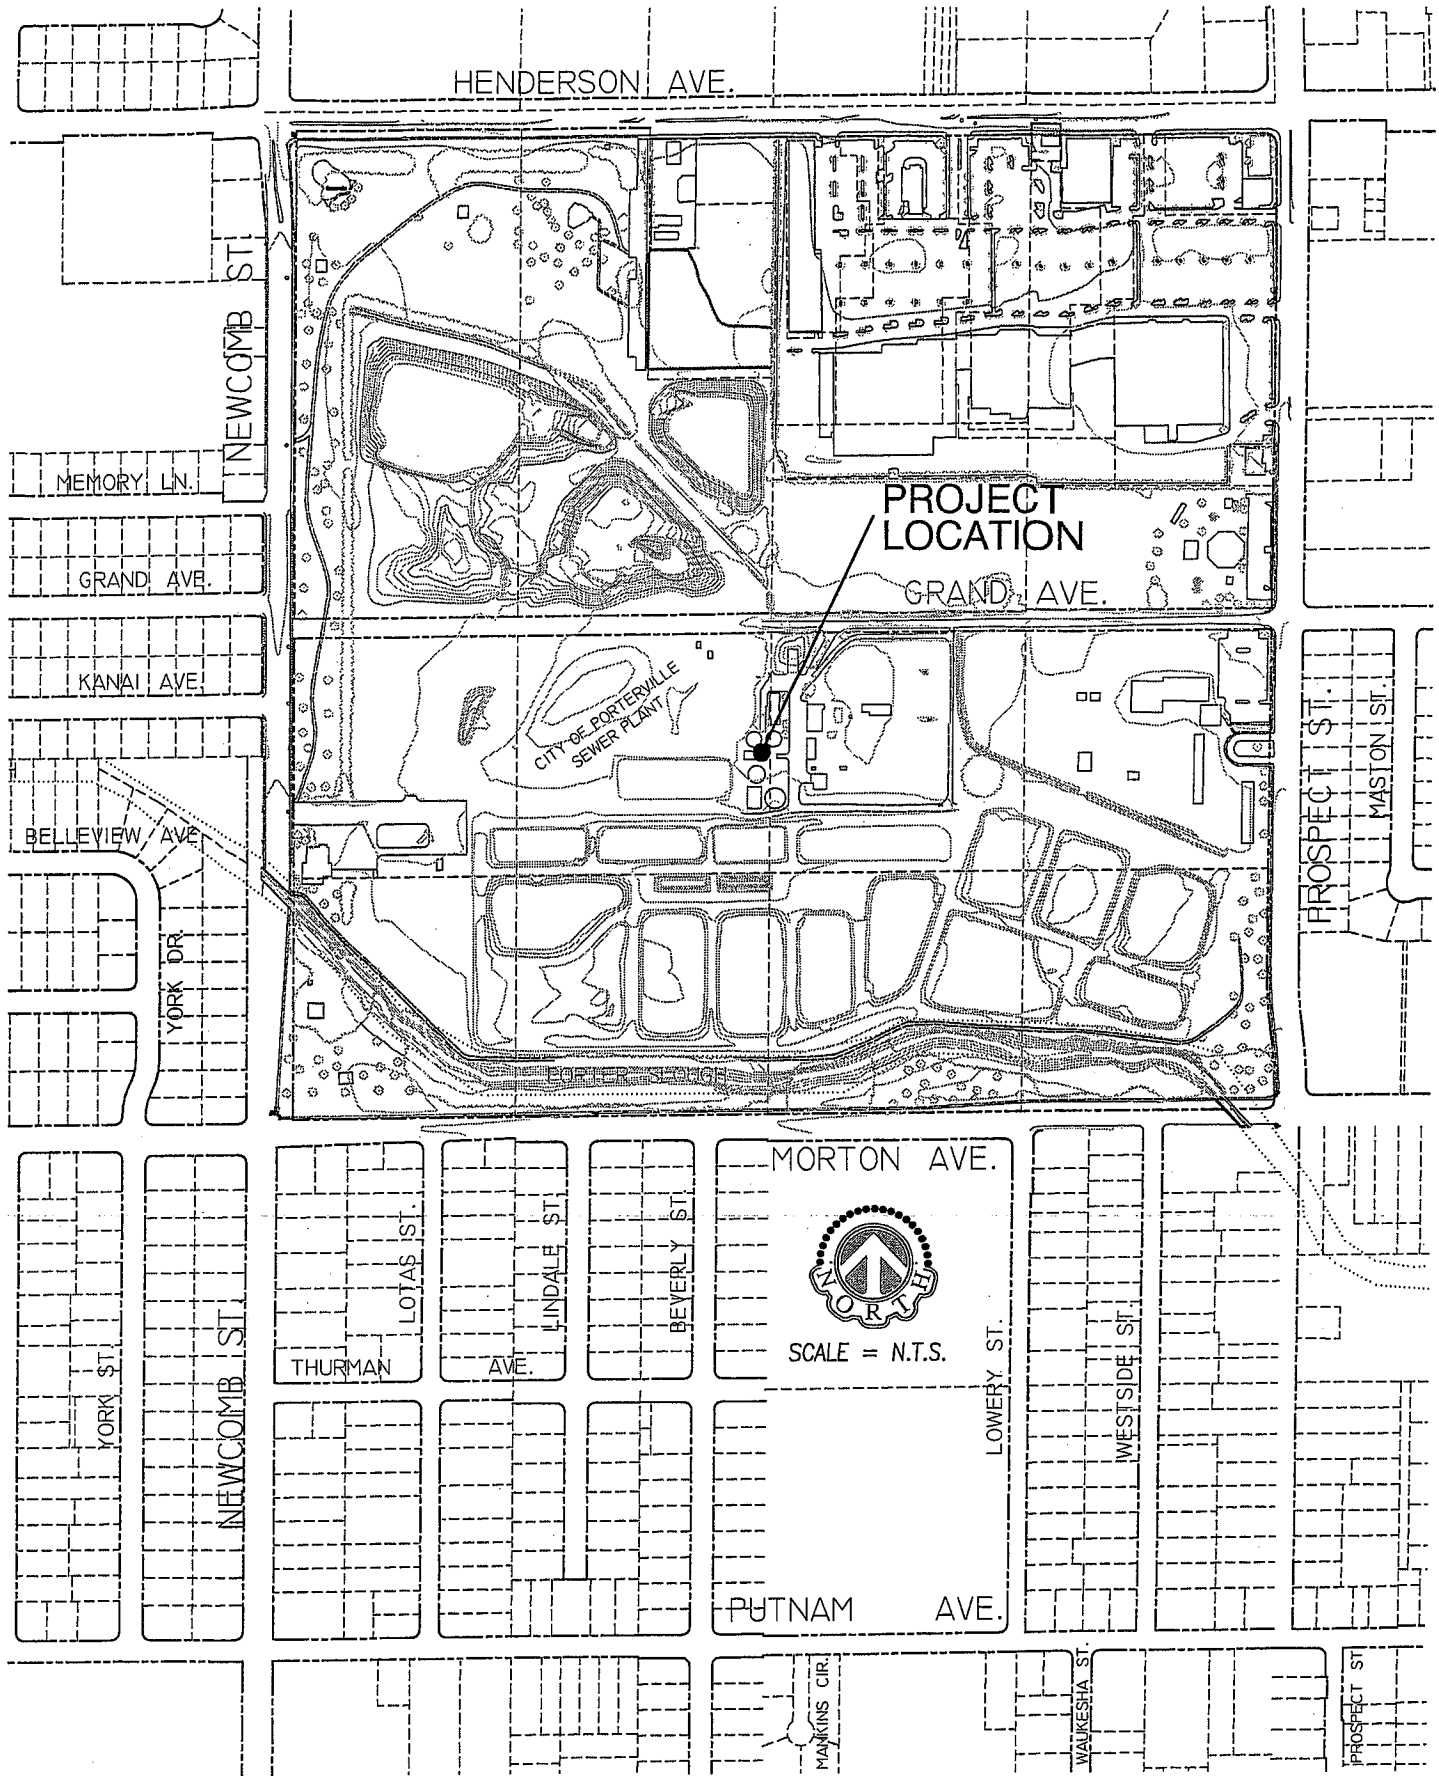 HENDERSON AVE.
NEWCOMB ST.
MEMORY LN.
PROJECT
LOCATION
GRAND AVE.
GRAND AVE.
KANAI AVE.
CITY OF PORTERVILLE
SEWER PLANT
PROSPECT ST.
MASTON ST.
BELLEVIEW AVE
YORK DR.
PORTER SLOUGH
MORTON AVE.
LOTAS ST.
LINDALE ST.
BEVERLY ST.
NORTH
SCALE = N.T.S.
THURMAN AVE.
YORK ST.
NEWCOMB ST.
LOWERY ST.
WESTSIDE ST.
PUTNAM AVE.
MANKINS CIR.
WAUKESHA ST.
PROSPECT ST